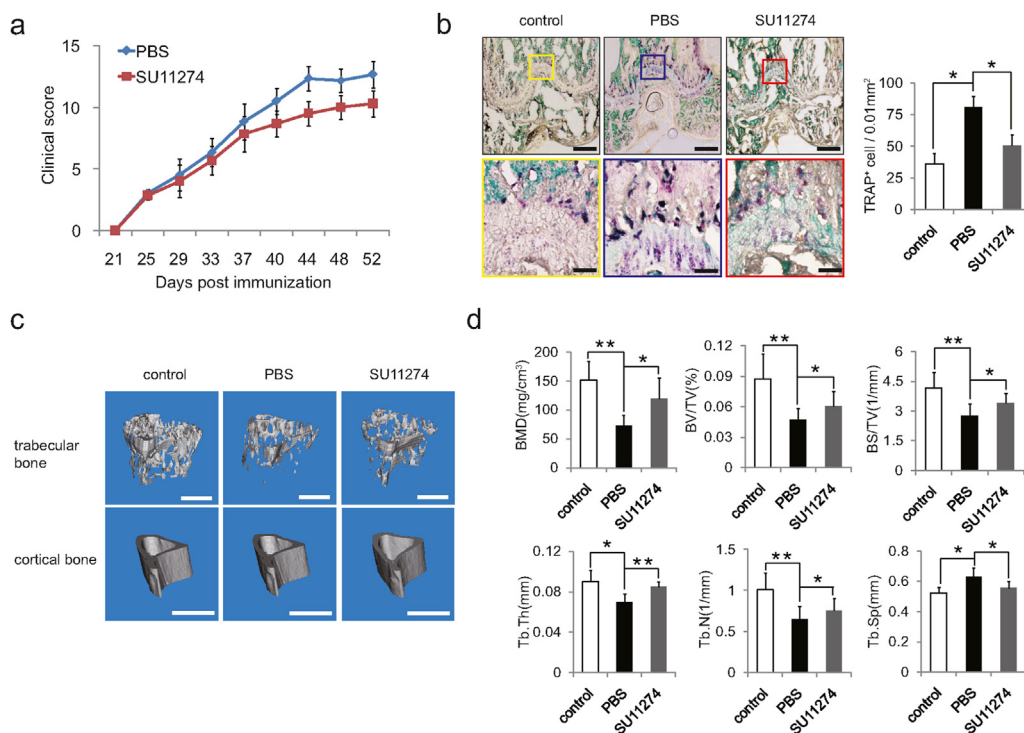 a
15
10
5
0
Clinical score
PBS
SU11274
21 25 29 33 37 40 44 48 52
Days post immunization
b
control PBS SU11274
TRAP⁺ cell / 0.01mm²
100
75
50
25
0
* *
control PBS SU11274
c
control PBS SU11274
trabecular
bone
cortical bone
d
BMD(mg/cm³)
200
150
100
50
0
** *
control PBS SU11274
BV/TV(%)
0.12
0.09
0.06
0.03
0
** *
control PBS SU11274
BS/TV(1/mm)
6
4.5
3
1.5
0
** *
control PBS SU11274
Tb.Th(mm)
0.12
0.08
0.04
0
* **
control PBS SU11274
Tb.N(1/mm)
1.5
1
0.5
0
** *
control PBS SU11274
Tb.Sp(mm)
0.8
0.6
0.4
0.2
0
* *
control PBS SU11274